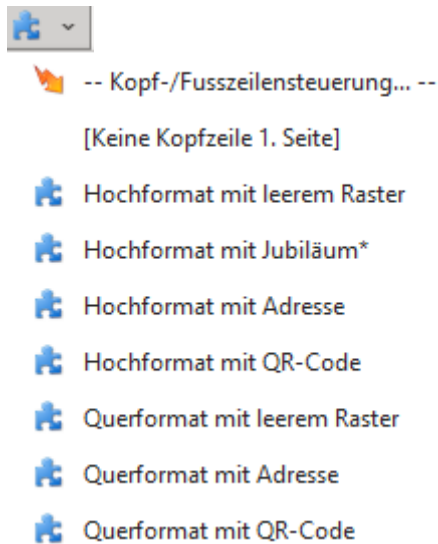 -- Kopf-/Fusszeilensteuerung... --
[Keine Kopfzeile 1. Seite]
Hochformat mit leerem Raster
Hochformat mit Jubiläum*
Hochformat mit Adresse
Hochformat mit QR-Code
Querformat mit leerem Raster
Querformat mit Adresse
Querformat mit QR-Code